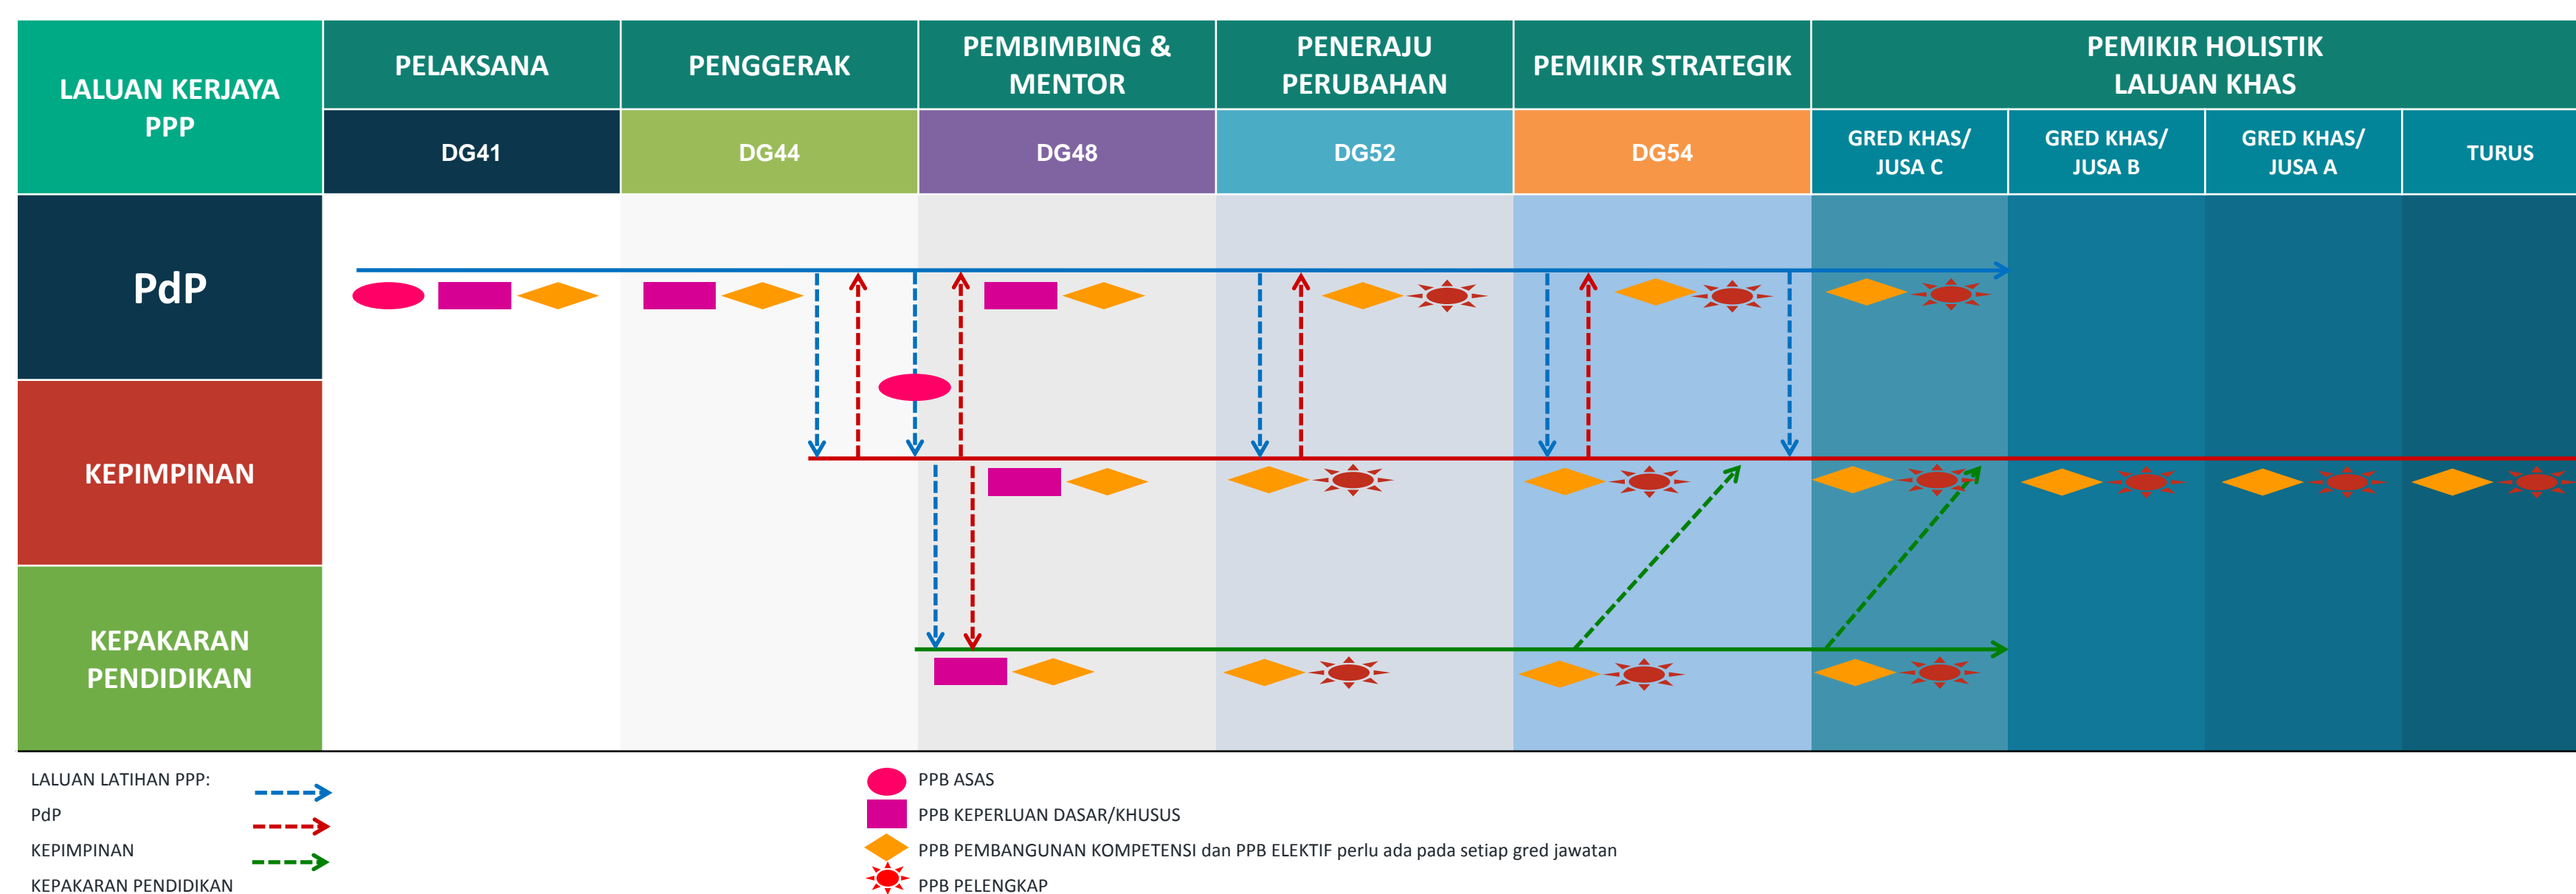 LALUAN KERJAYA
PPP
PELAKSANA
PENGGERAK
PEMBIMBING &
MENTOR
PENERAJU
PERUBAHAN
PEMIKIR STRATEGIK
PEMIKIR HOLISTIK
LALUAN KHAS
DG41
DG44
DG48
DG52
DG54
GRED KHAS/
JUSA C
GRED KHAS/
JUSA B
GRED KHAS/
JUSA A
TURUS
PdP
KEPIMPINAN
KEPAKARAN
PENDIDIKAN
LALUAN LATIHAN PPP:
PdP
KEPIMPINAN
KEPAKARAN PENDIDIKAN
PPB ASAS
PPB KEPERLUAN DASAR/KHUSUS
PPB PEMBANGUNAN KOMPETENSI dan PPB ELEKTIF perlu ada pada setiap gred jawatan
PPB PELENGKAP